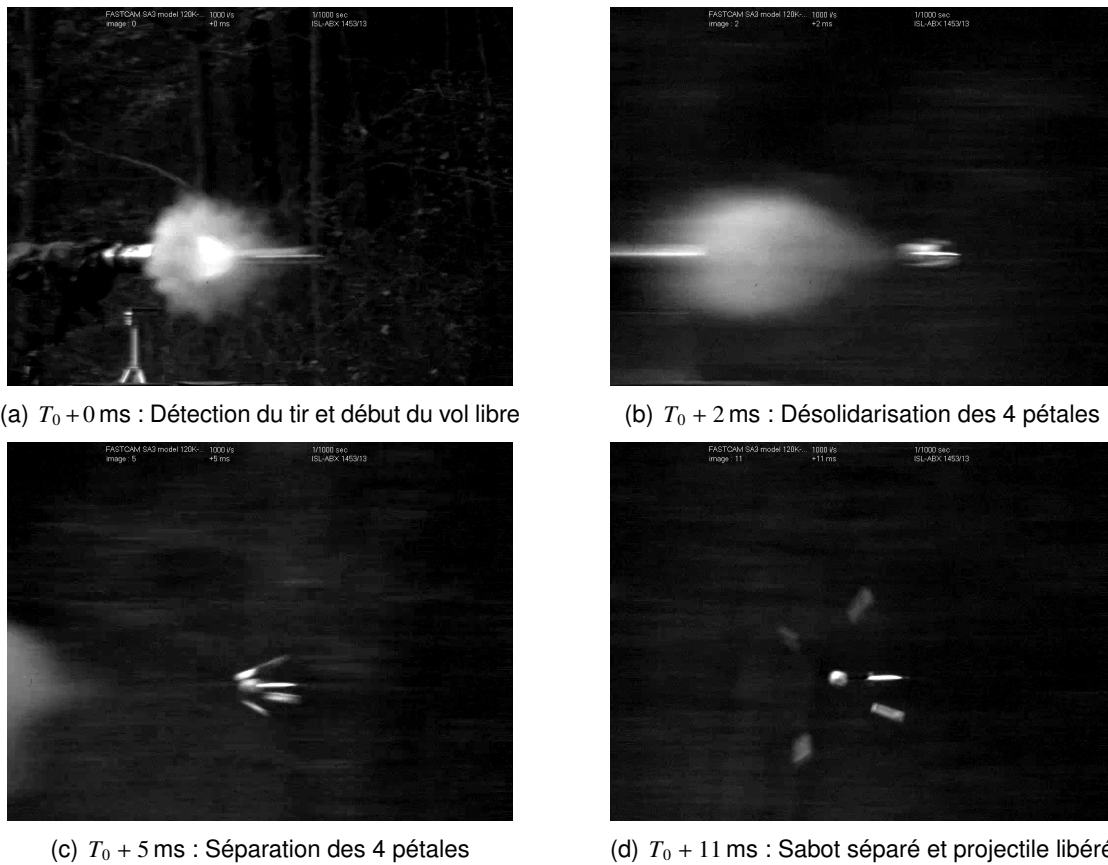 FASTCAM SA3 model 120K-... 1000 i/s 1/1000 sec
image : 0 +0 ms ISL-ABX 1453/13
FASTCAM SA3 model 120K-... 1000 i/s 1/1000 sec
image : 2 +2 ms ISL-ABX 1453/13
(a) T₀ + 0 ms : Détection du tir et début du vol libre
(b) T₀ + 2 ms : Désolidarisation des 4 pétales
FASTCAM SA3 model 120K-... 1000 i/s 1/1000 sec
image : 5 +5 ms ISL-ABX 1453/13
FASTCAM SA3 model 120K-... 1000 i/s 1/1000 sec
image : 11 +11 ms ISL-ABX 1453/13
(c) T₀ + 5 ms : Séparation des 4 pétales
(d) T₀ + 11 ms : Sabot séparé et projectile libéré